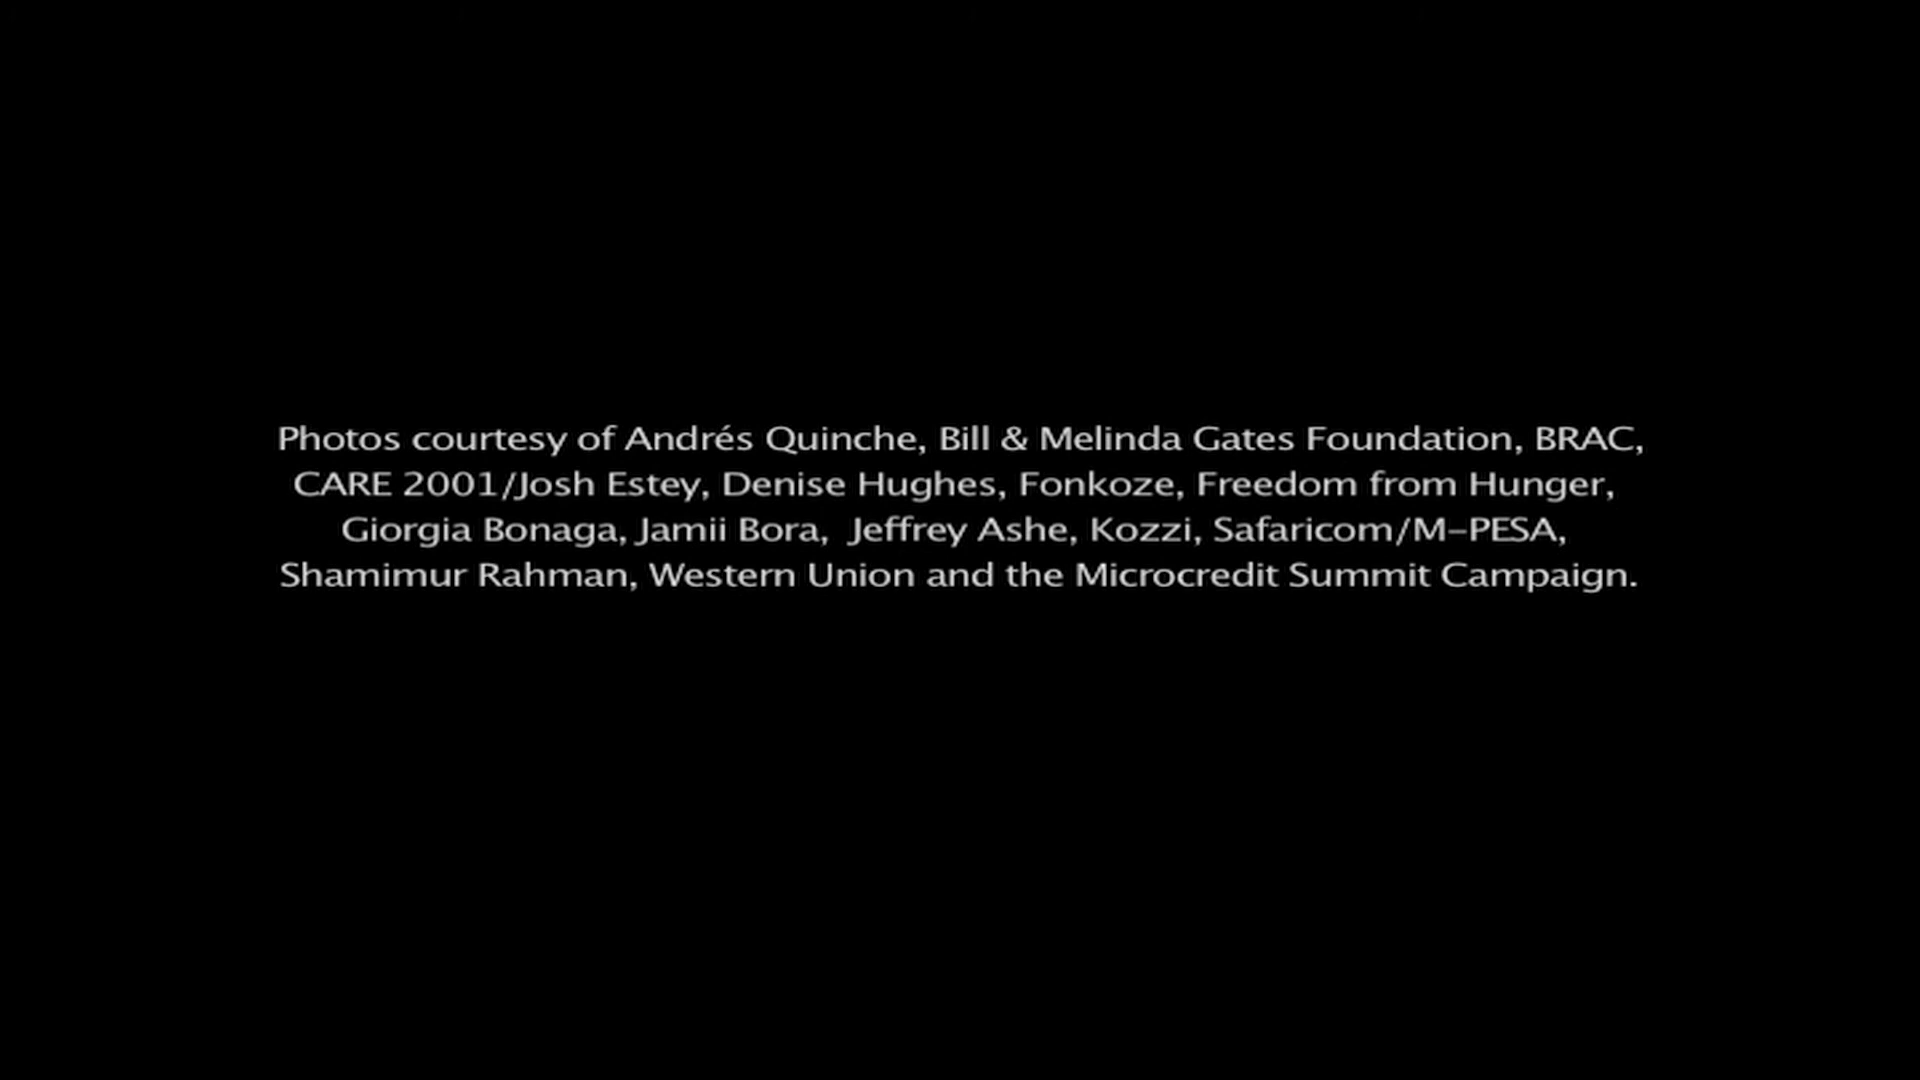 Photos courtesy of Andrés Quinche, Bill & Melinda Gates Foundation, BRAC,
CARE 2001/Josh Estey, Denise Hughes, Fonkoze, Freedom from Hunger,
Giorgia Bonaga, Jamii Bora,  Jeffrey Ashe, Kozzi, Safaricom/M-PESA,
Shamimur Rahman, Western Union and the Microcredit Summit Campaign.